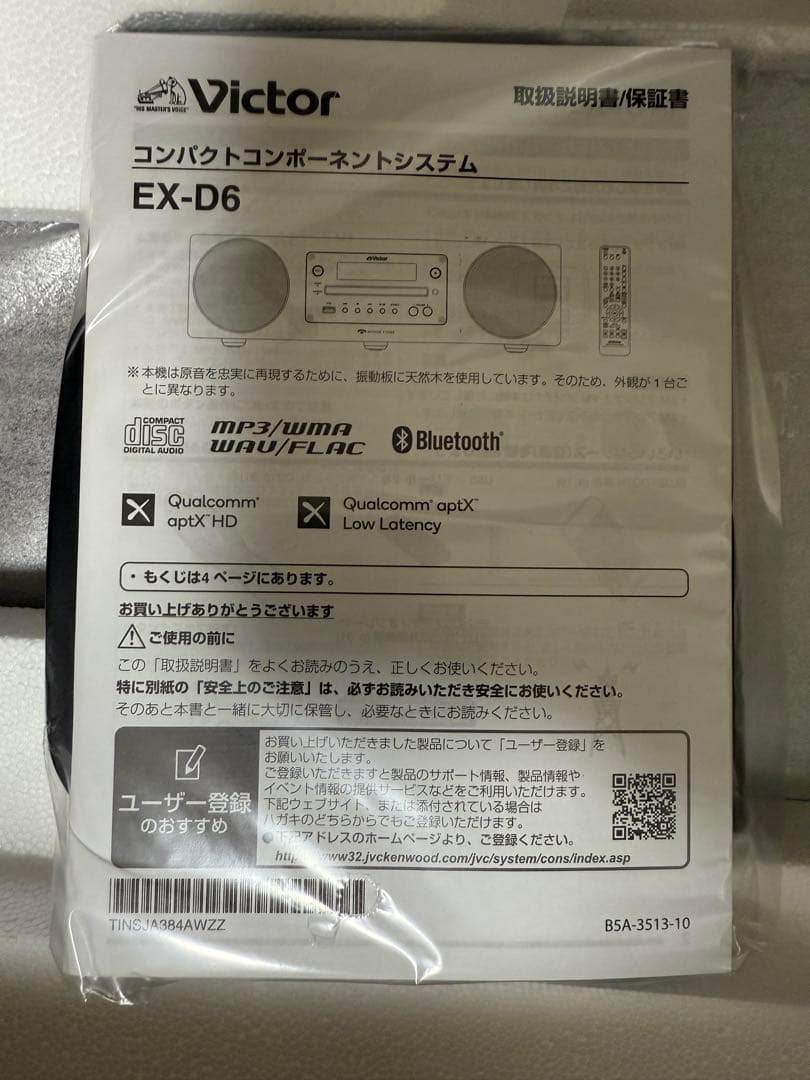 "HIS MASTER'S VOICE"
Victor
取扱説明書/保証書
コンパクトコンポーネントシステム
EX-D6
Victor
WOOD CONE
※本機は原音を忠実に再現するために、振動板に天然木を使用しています。そのため、外観が1台ご
とに異なります。
COMPACT
disc
DIGITAL AUDIO
MP3/WMA
WAV/FLAC
Bluetooth®
Qualcomm®
aptX™ HD
Qualcomm® aptX™
Low Latency
・もくじは4 ページにあります。
お買い上げありがとうございます
ご使用の前に
この「取扱説明書」をよくお読みのうえ、正しくお使いください。
特に別紙の「安全上のご注意」は、必ずお読みいただき安全にお使いください。
そのあと本書と一緒に大切に保管し、必要なときにお読みください。
ユーザー登録
のおすすめ
お買い上げいただきました製品について「ユーザー登録」を
お願いいたします。
ご登録いただきますと製品のサポート情報、製品情報や
イベント情報の提供サービスなどをご利用いただけます。
下記ウェブサイト、または添付されている場合は
ハガキのどちらからでもご登録いただけます。
●下記アドレスのホームページより、ご登録ください。
https://www32.jvckenwood.com/jvc/system/cons/index.asp
TINSJA384AWZZ
B5A-3513-10